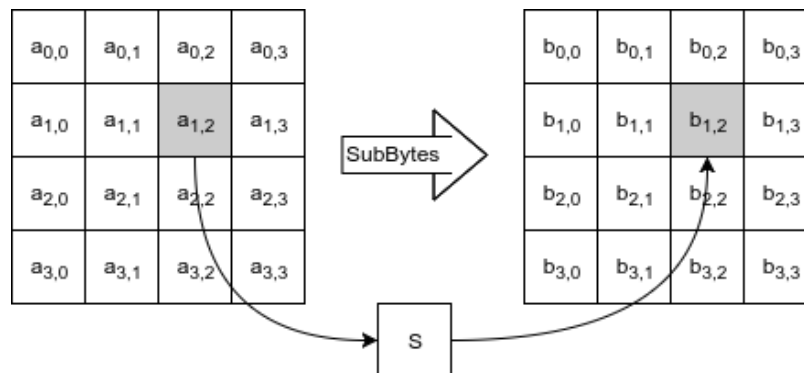 a0,0 a0,1 a0,2 a0,3 b0,0 b0,1 b0,2 b0,3
a1,0 a1,1 a1,2 a1,3 SubBytes b1,0 b1,1 b1,2 b1,3
a2,0 a2,1 a2,2 a2,3 b2,0 b2,1 b2,2 b2,3
a3,0 a3,1 a3,2 a3,3 b3,0 b3,1 b3,2 b3,3
S